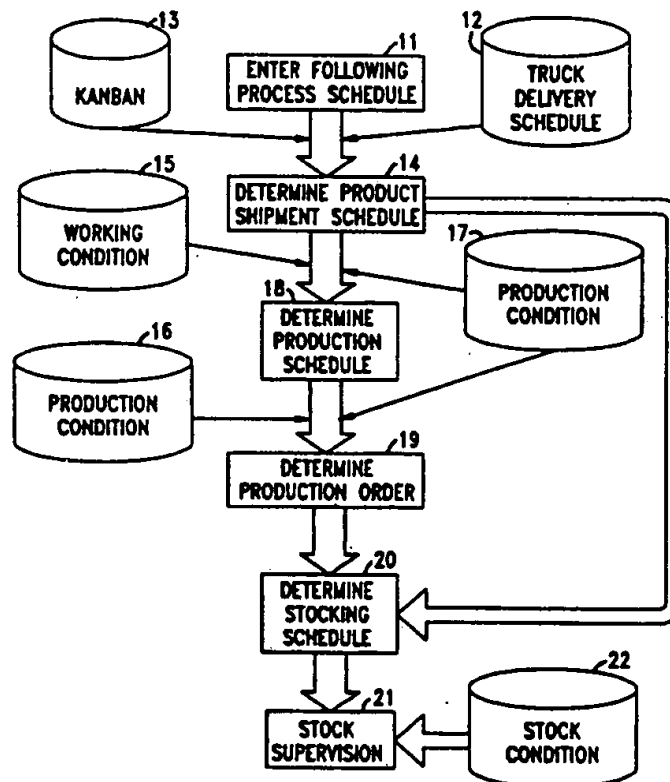 13
KANBAN
11
ENTER FOLLOWING
PROCESS SCHEDULE
12
TRUCK
DELIVERY
SCHEDULE
14
DETERMINE PRODUCT
SHIPMENT SCHEDULE
15
WORKING
CONDITION
17
PRODUCTION
CONDITION
18
DETERMINE
PRODUCTION
SCHEDULE
16
PRODUCTION
CONDITION
19
DETERMINE
PRODUCTION ORDER
20
DETERMINE
STOCKING
SCHEDULE
21
STOCK
SUPERVISION
22
STOCK
CONDITION